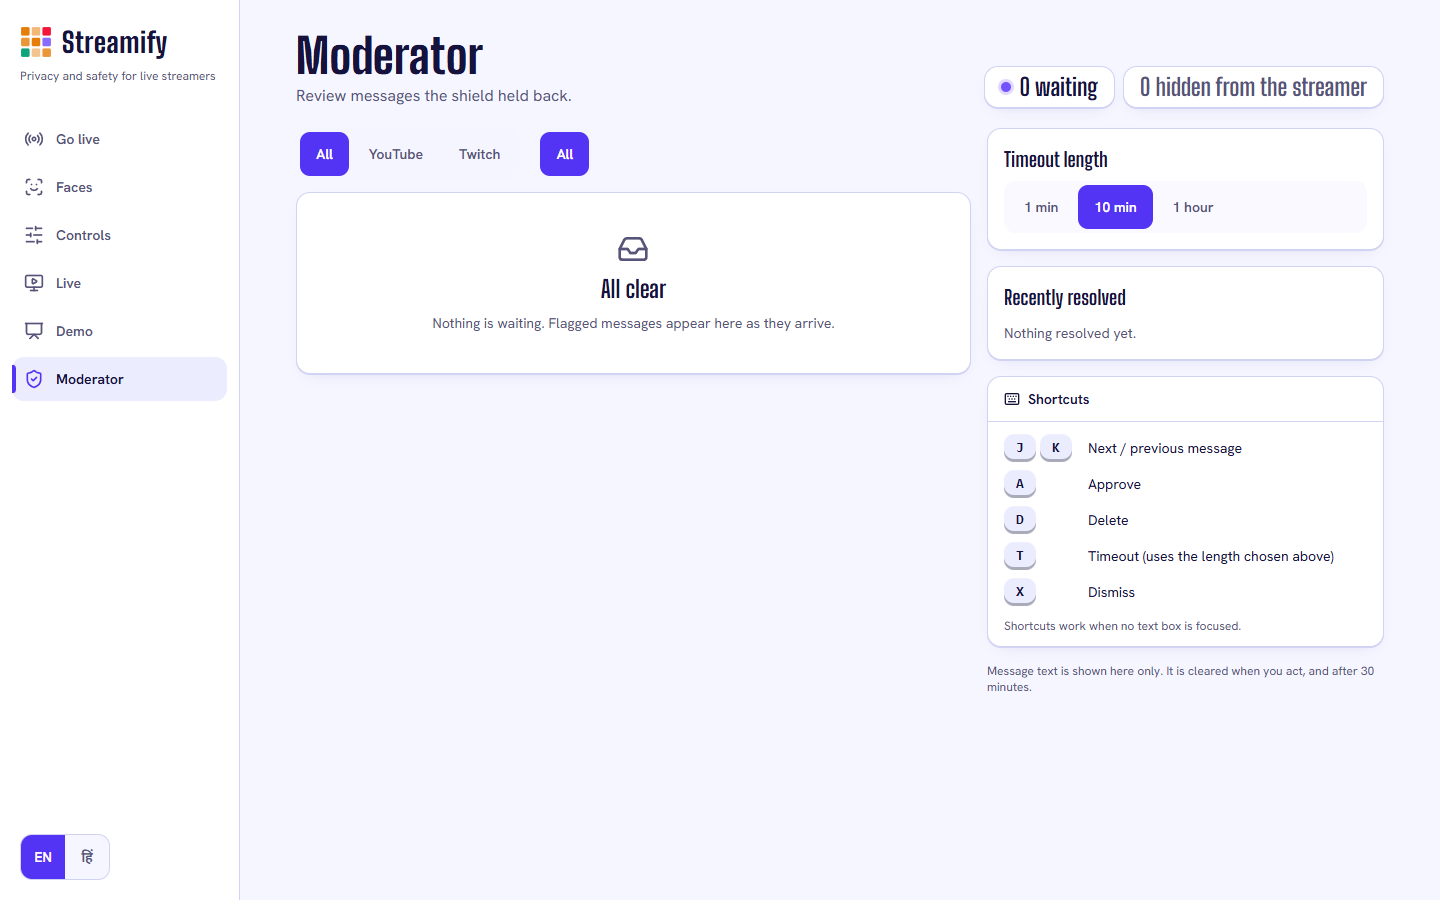 Streamify
Privacy and safety for live streamers
Go live
Faces
Controls
Live
Demo
Moderator
EN
हिं
Moderator
Review messages the shield held back.
0 waiting
0 hidden from the streamer
All
YouTube
Twitch
All
All clear
Nothing is waiting. Flagged messages appear here as they arrive.
Timeout length
1 min
10 min
1 hour
Recently resolved
Nothing resolved yet.
Shortcuts
J K Next / previous message
A Approve
D Delete
T Timeout (uses the length chosen above)
X Dismiss
Shortcuts work when no text box is focused.
Message text is shown here only. It is cleared when you act, and after 30
minutes.